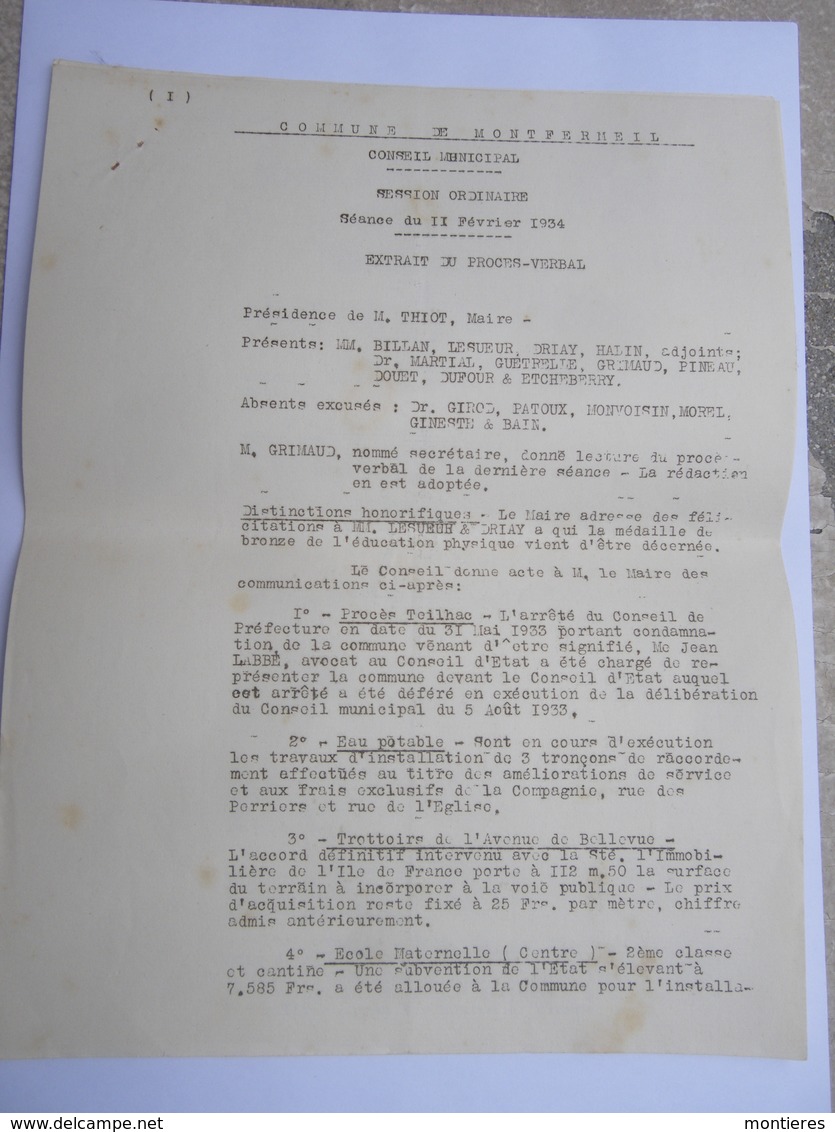 ( I )
COMMUNE DE MONTFERMEIL
CONSEIL MUNICIPAL
SESSION ORDINAIRE
Séance du II Février I934
EXTRAIT DU PROCES-VERBAL
Présidence de M. THIOT, Maire -
Présents: MM. BILLAN, LESUEUR, DRIAY, HALIN, adjoints;
Dr, MARTIAL, GUETRELLE, GRIMAUD, PINEAU,
DOUET, DUFOUR & ETCHEBERRY.
Absents excusés : Dr. GIROD, PATOUX, MONVOISIN, MOREL,
GINESTE & BAIN.
M. GRIMAUD, nommé secrétaire, donne lecture du procès-
verbal de la dernière séance - La rédaction
en est adoptée.
Distinctions honorifiques - Le Maire adresse des féli-
citations à MM. LESUEUR & DRIAY a qui la médaille de
bronze de l'éducation physique vient d'être décernée.
Le Conseil donne acte à M. le Maire des
communications ci-après:
I° - Procès Teilhac - L'arrêté du Conseil de
Préfecture en date du 3I Mai I933 portant condamna-
tion de la commune venant d'^etre signifié, Me Jean
LABBÉ, avocat au Conseil d'Etat a été chargé de re-
présenter la commune devant le Conseil d'Etat auquel
cet arrêté a été déféré en exécution de la délibération
du Conseil municipal du 5 Août I933.
2° - Eau potable - Sont en cours d'exécution
les travaux d'installation de 3 tronçons de raccorde-
ment affectués au titre des améliorations de service
et aux frais exclusifs de la Compagnie, rue des
Perriers et rue de l'Eglise.
3° - Trottoirs de l'Avenue de Bellevue -
L'accord définitif intervenu avec la Sté. l'Immobi-
lière de l'Ile de France porte à II2 m.50 la surface
du terrain à incorporer à la voie publique - Le prix
d'acquisition reste fixé à 25 Frs. par mètre, chiffre
admis antérieurement.
4° - Ecole Maternelle ( Centre ) - 2ème classe
et cantine - Une subvention de l'Etat s'élevant à
7.585 Frs. a été allouée à la Commune pour l'installa-
montieres